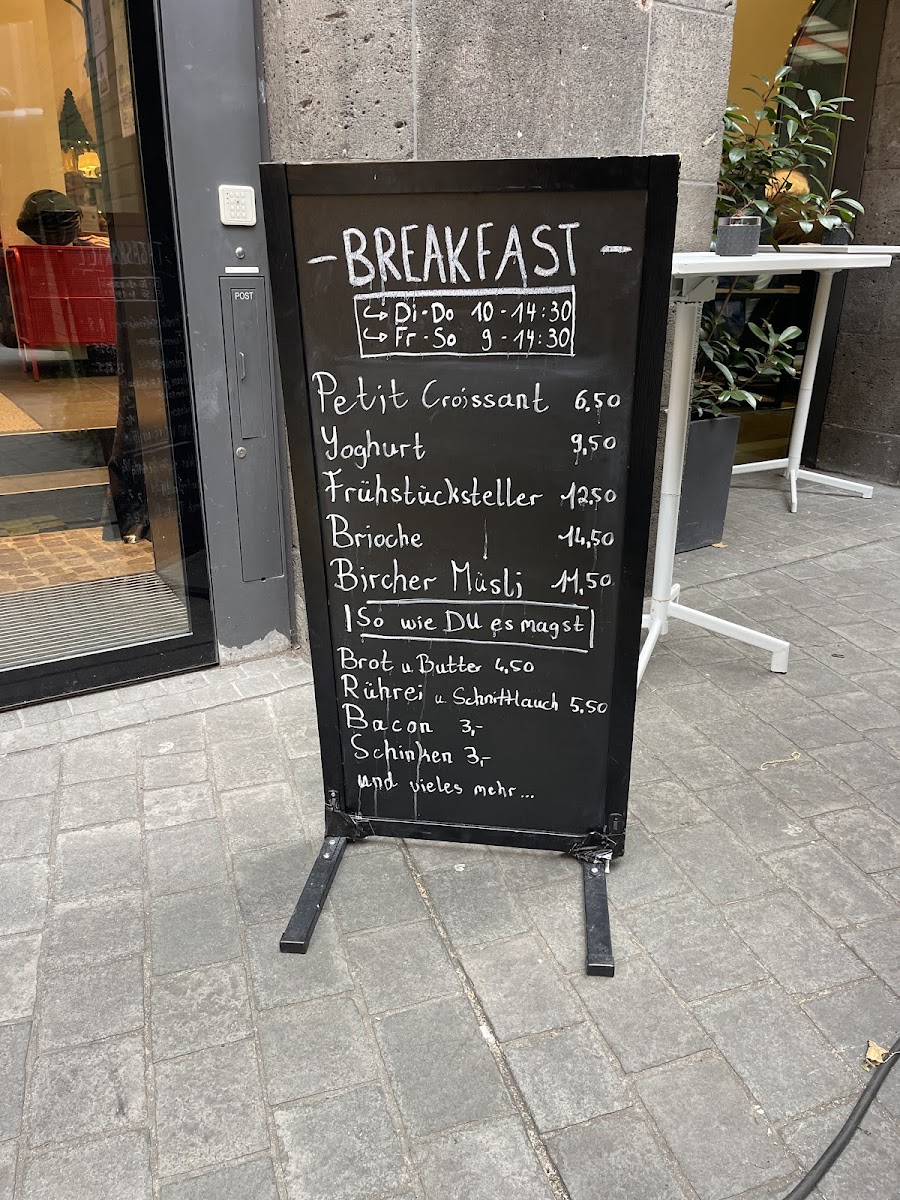 POST
- BREAKFAST -
↳ Di-Do 10 - 14:30
↳ Fr-So 9 - 14:30
Petit Croissant 6,50
Yoghurt 9,50
Frühstücksteller 12,50
Brioche 14,50
Bircher Müsli 11,50
So wie DU es magst
Brot u Butter 4,50
Rührei u. Schnittlauch 5,50
Bacon 3,-
Schinken 3,-
und vieles mehr...